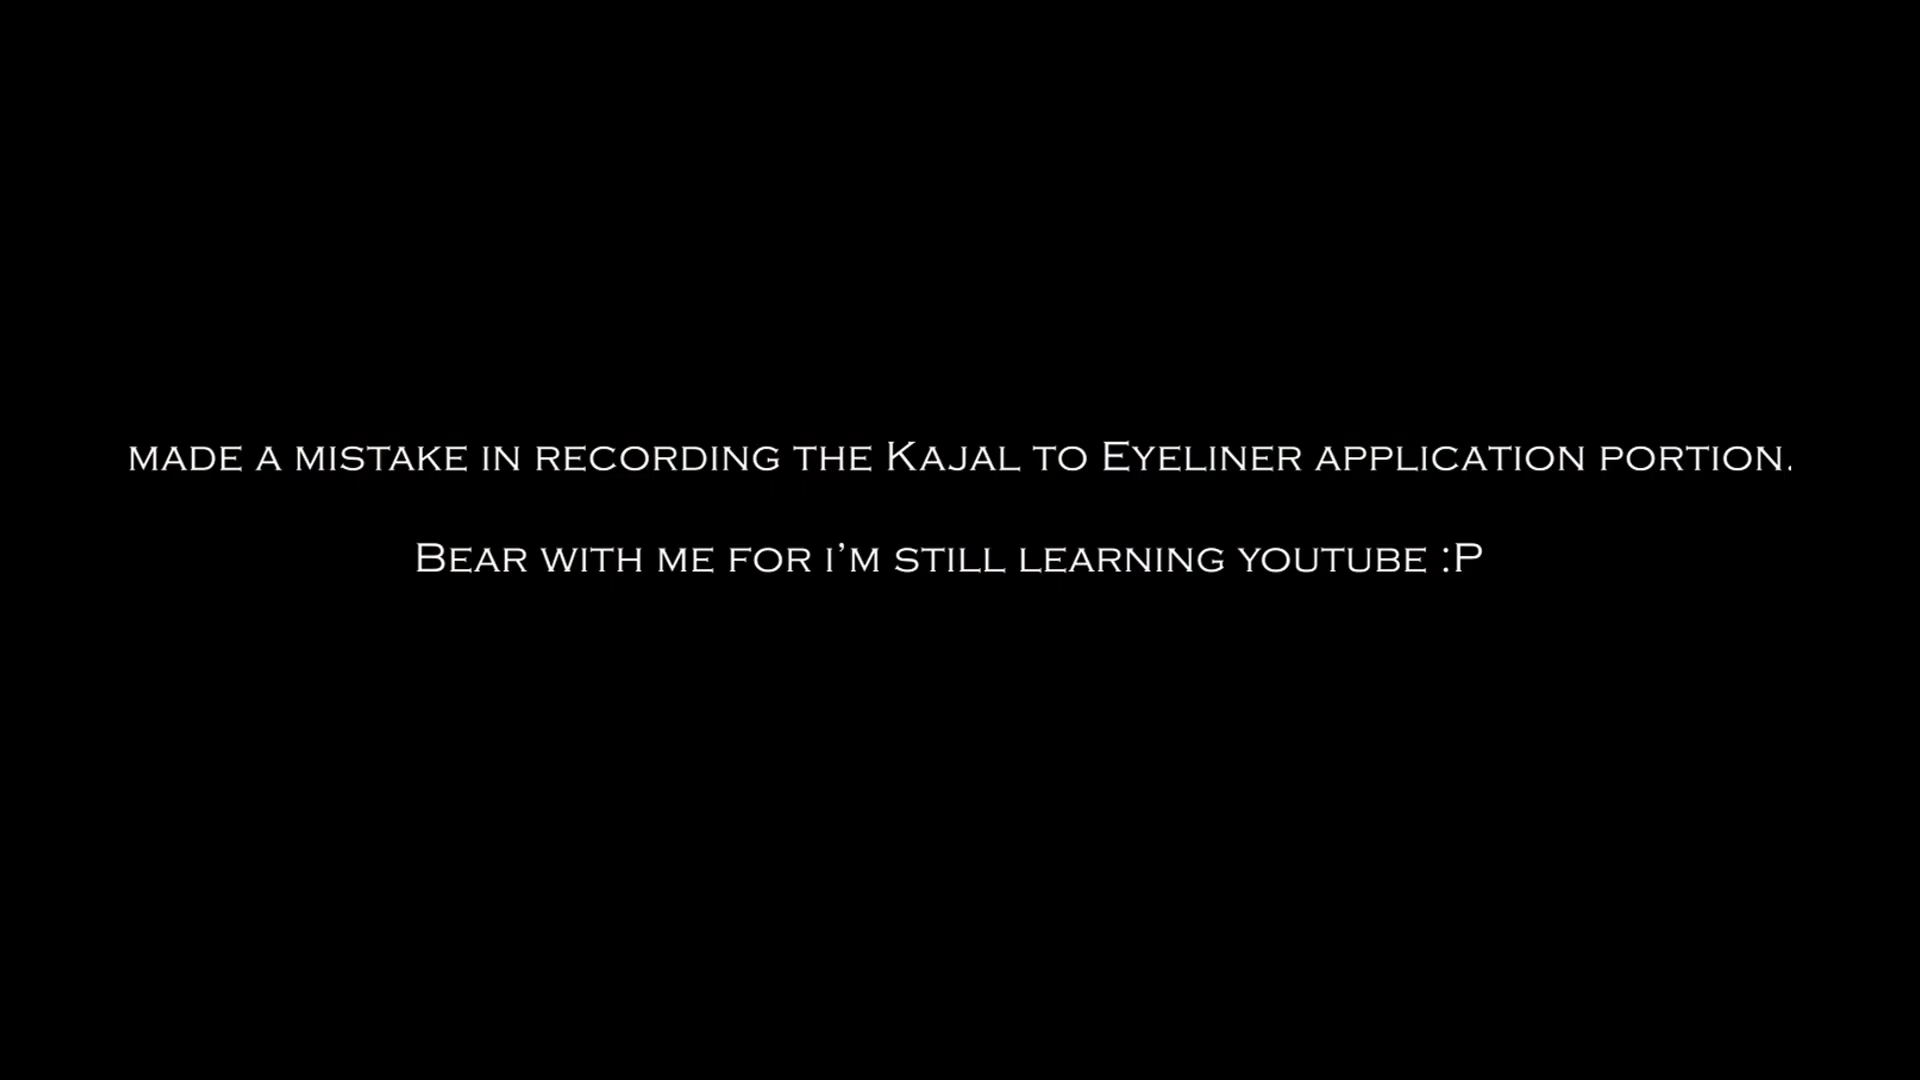 made a mistake in recording the Kajal to Eyeliner application portion.
Bear with me for i’m still learning youtube :P